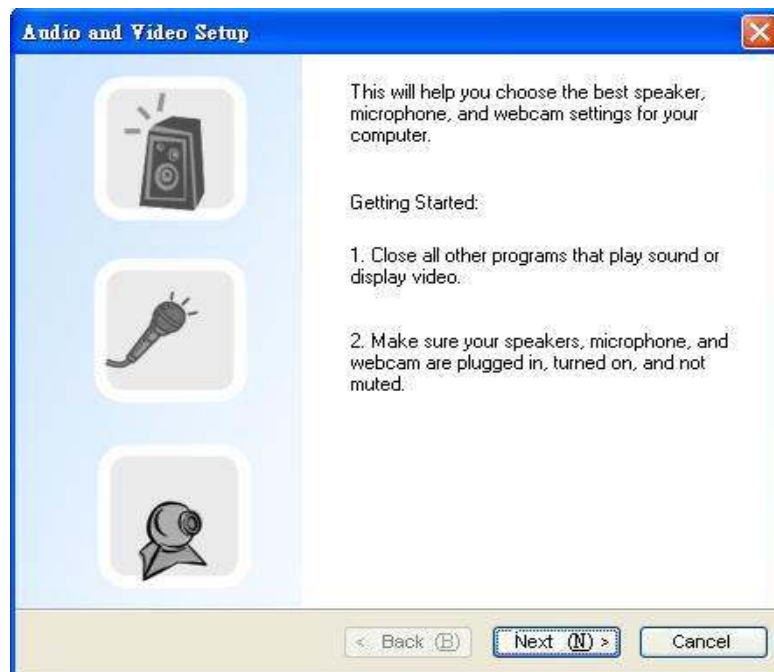 Audio and Video Setup
This will help you choose the best speaker,
microphone, and webcam settings for your
computer.
Getting Started:
1. Close all other programs that play sound or
display video.
2. Make sure your speakers, microphone, and
webcam are plugged in, turned on, and not
muted.
< Back (B)
Next (N) >
Cancel